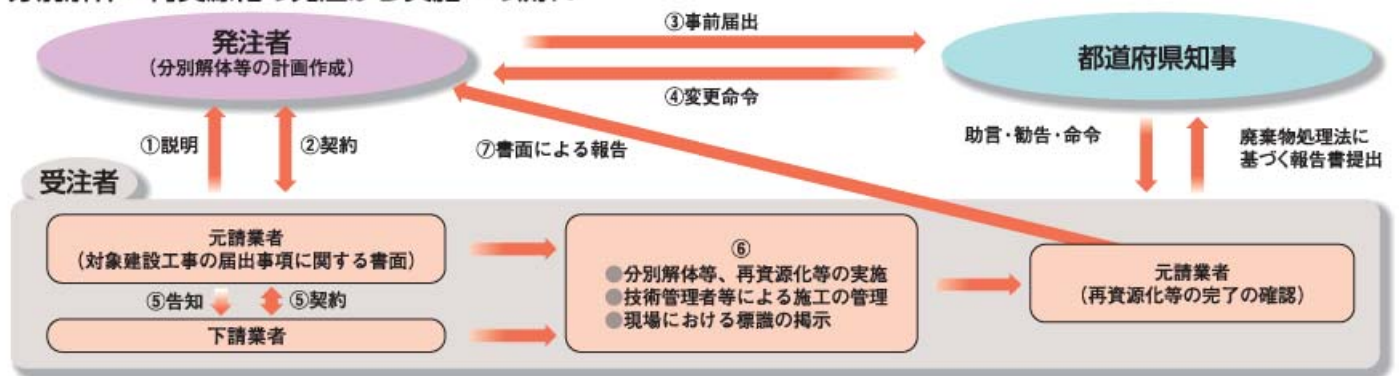 ③事前届出
発注者
（分別解体等の計画作成）
都道府県知事
④変更命令
①説明
②契約
⑦書面による報告
助言・勧告・命令
廃棄物処理法に
基づく報告書提出
受注者
元請業者
（対象建設工事の届出事項に関する書面）
⑤告知
⑤契約
下請業者
⑥
●分別解体等、再資源化等の実施
●技術管理者等による施工の管理
●現場における標識の掲示
元請業者
（再資源化等の完了の確認）